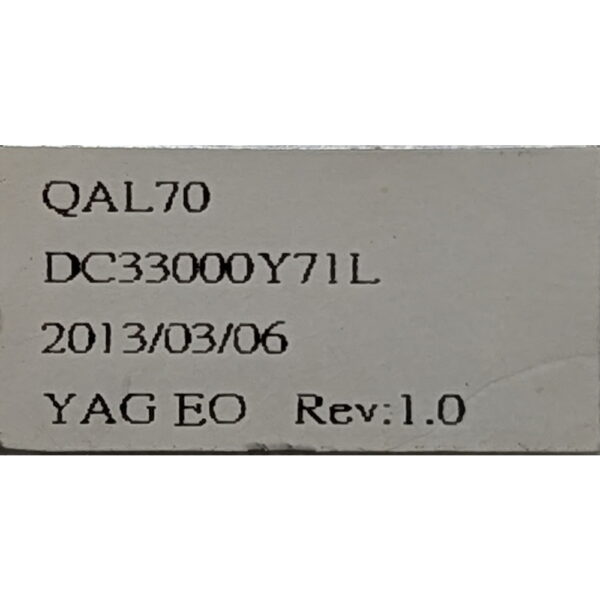 QAL70
DC33000Y71L
2013/03/06
YAG EO Rev:1.0